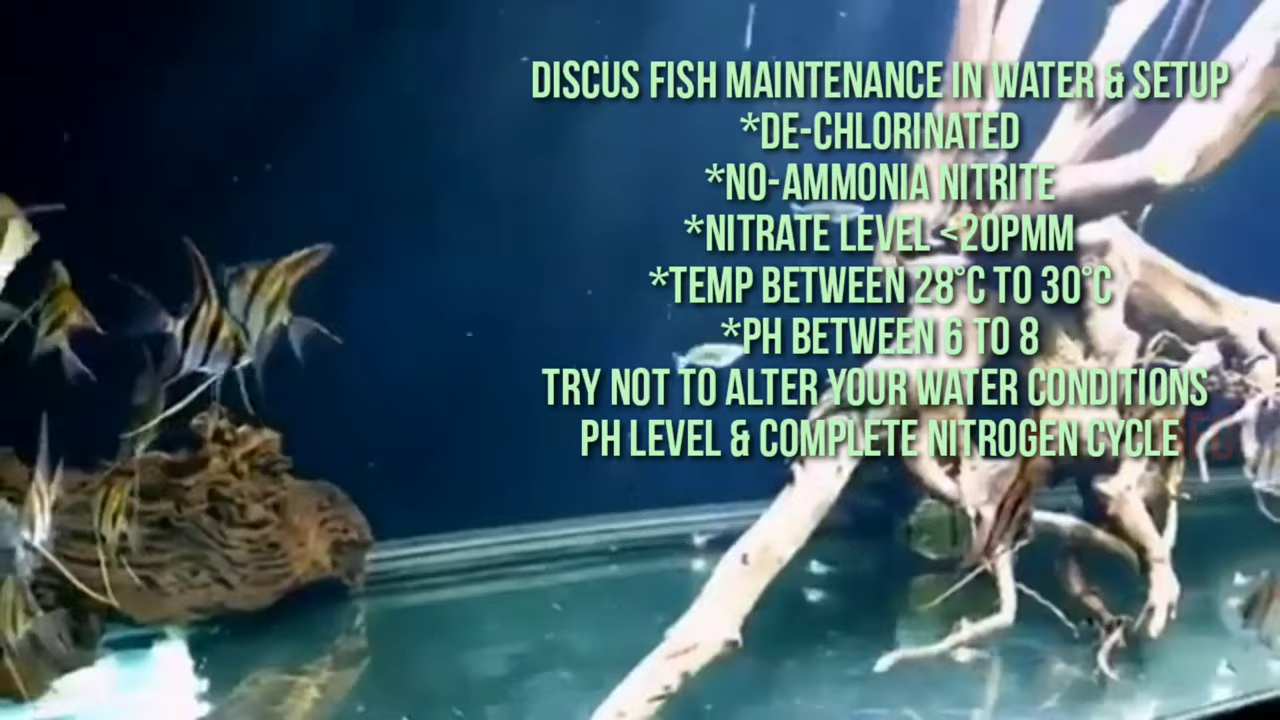 DISCUS FISH MAINTENANCE IN WATER & SETUP
*DE-CHLORINATED
*NO-AMMONIA NITRITE
*NITRATE LEVEL <20PMM
*TEMP BETWEEN 28°C TO 30°C
*PH BETWEEN 6 TO 8
TRY NOT TO ALTER YOUR WATER CONDITIONS
PH LEVEL & COMPLETE NITROGEN CYCLE